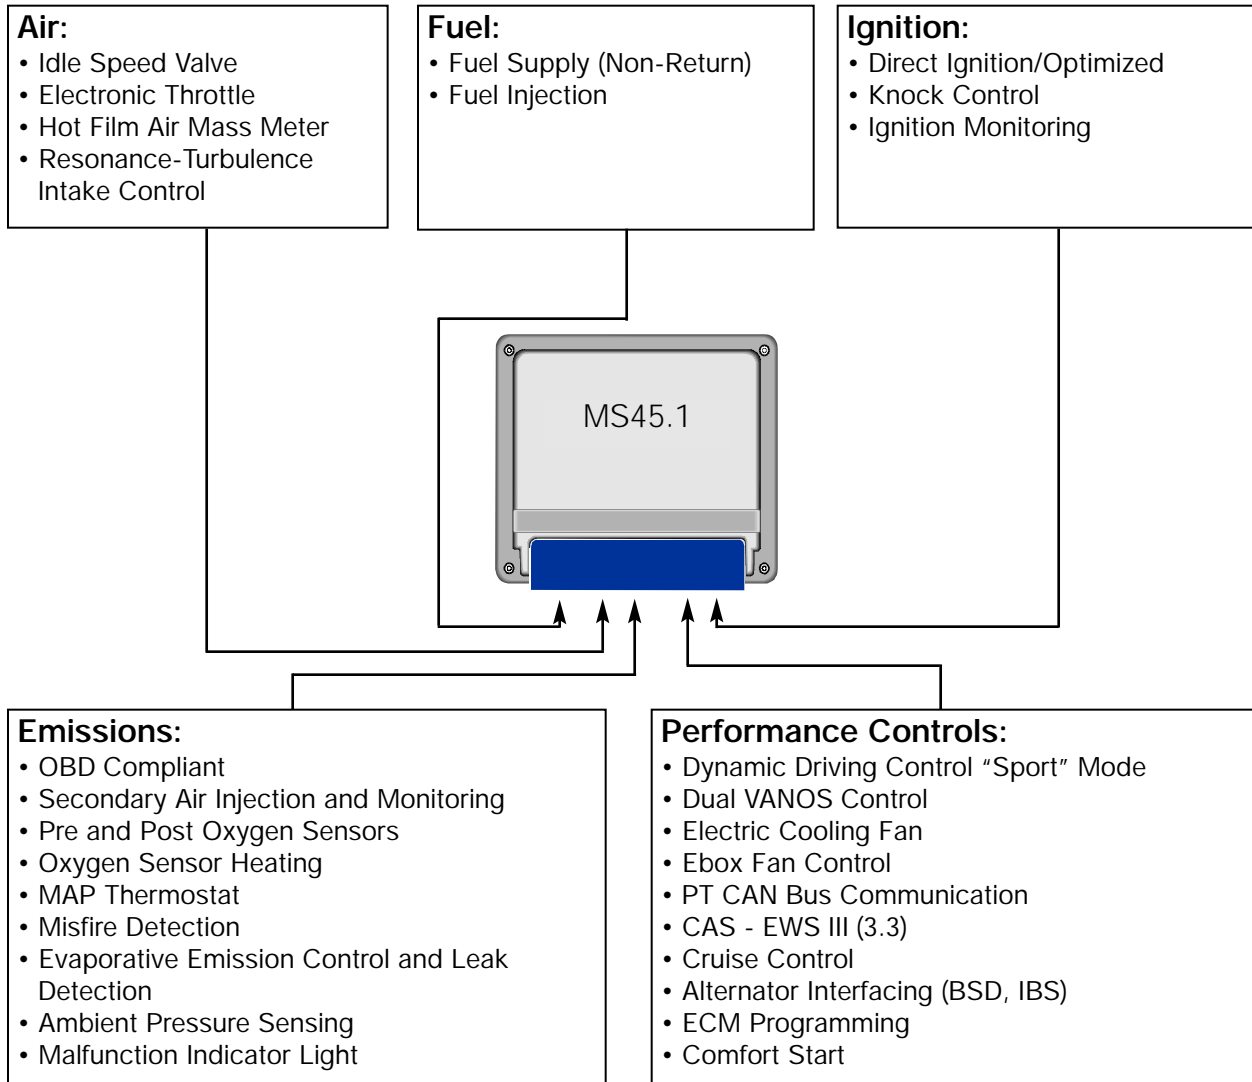 Air:
• Idle Speed Valve
• Electronic Throttle
• Hot Film Air Mass Meter
• Resonance-Turbulence
Intake Control
Fuel:
• Fuel Supply (Non-Return)
• Fuel Injection
Ignition:
• Direct Ignition/Optimized
• Knock Control
• Ignition Monitoring
MS45.1
Emissions:
• OBD Compliant
• Secondary Air Injection and Monitoring
• Pre and Post Oxygen Sensors
• Oxygen Sensor Heating
• MAP Thermostat
• Misfire Detection
• Evaporative Emission Control and Leak
Detection
• Ambient Pressure Sensing
• Malfunction Indicator Light
Performance Controls:
• Dynamic Driving Control “Sport” Mode
• Dual VANOS Control
• Electric Cooling Fan
• Ebox Fan Control
• PT CAN Bus Communication
• CAS - EWS III (3.3)
• Cruise Control
• Alternator Interfacing (BSD, IBS)
• ECM Programming
• Comfort Start